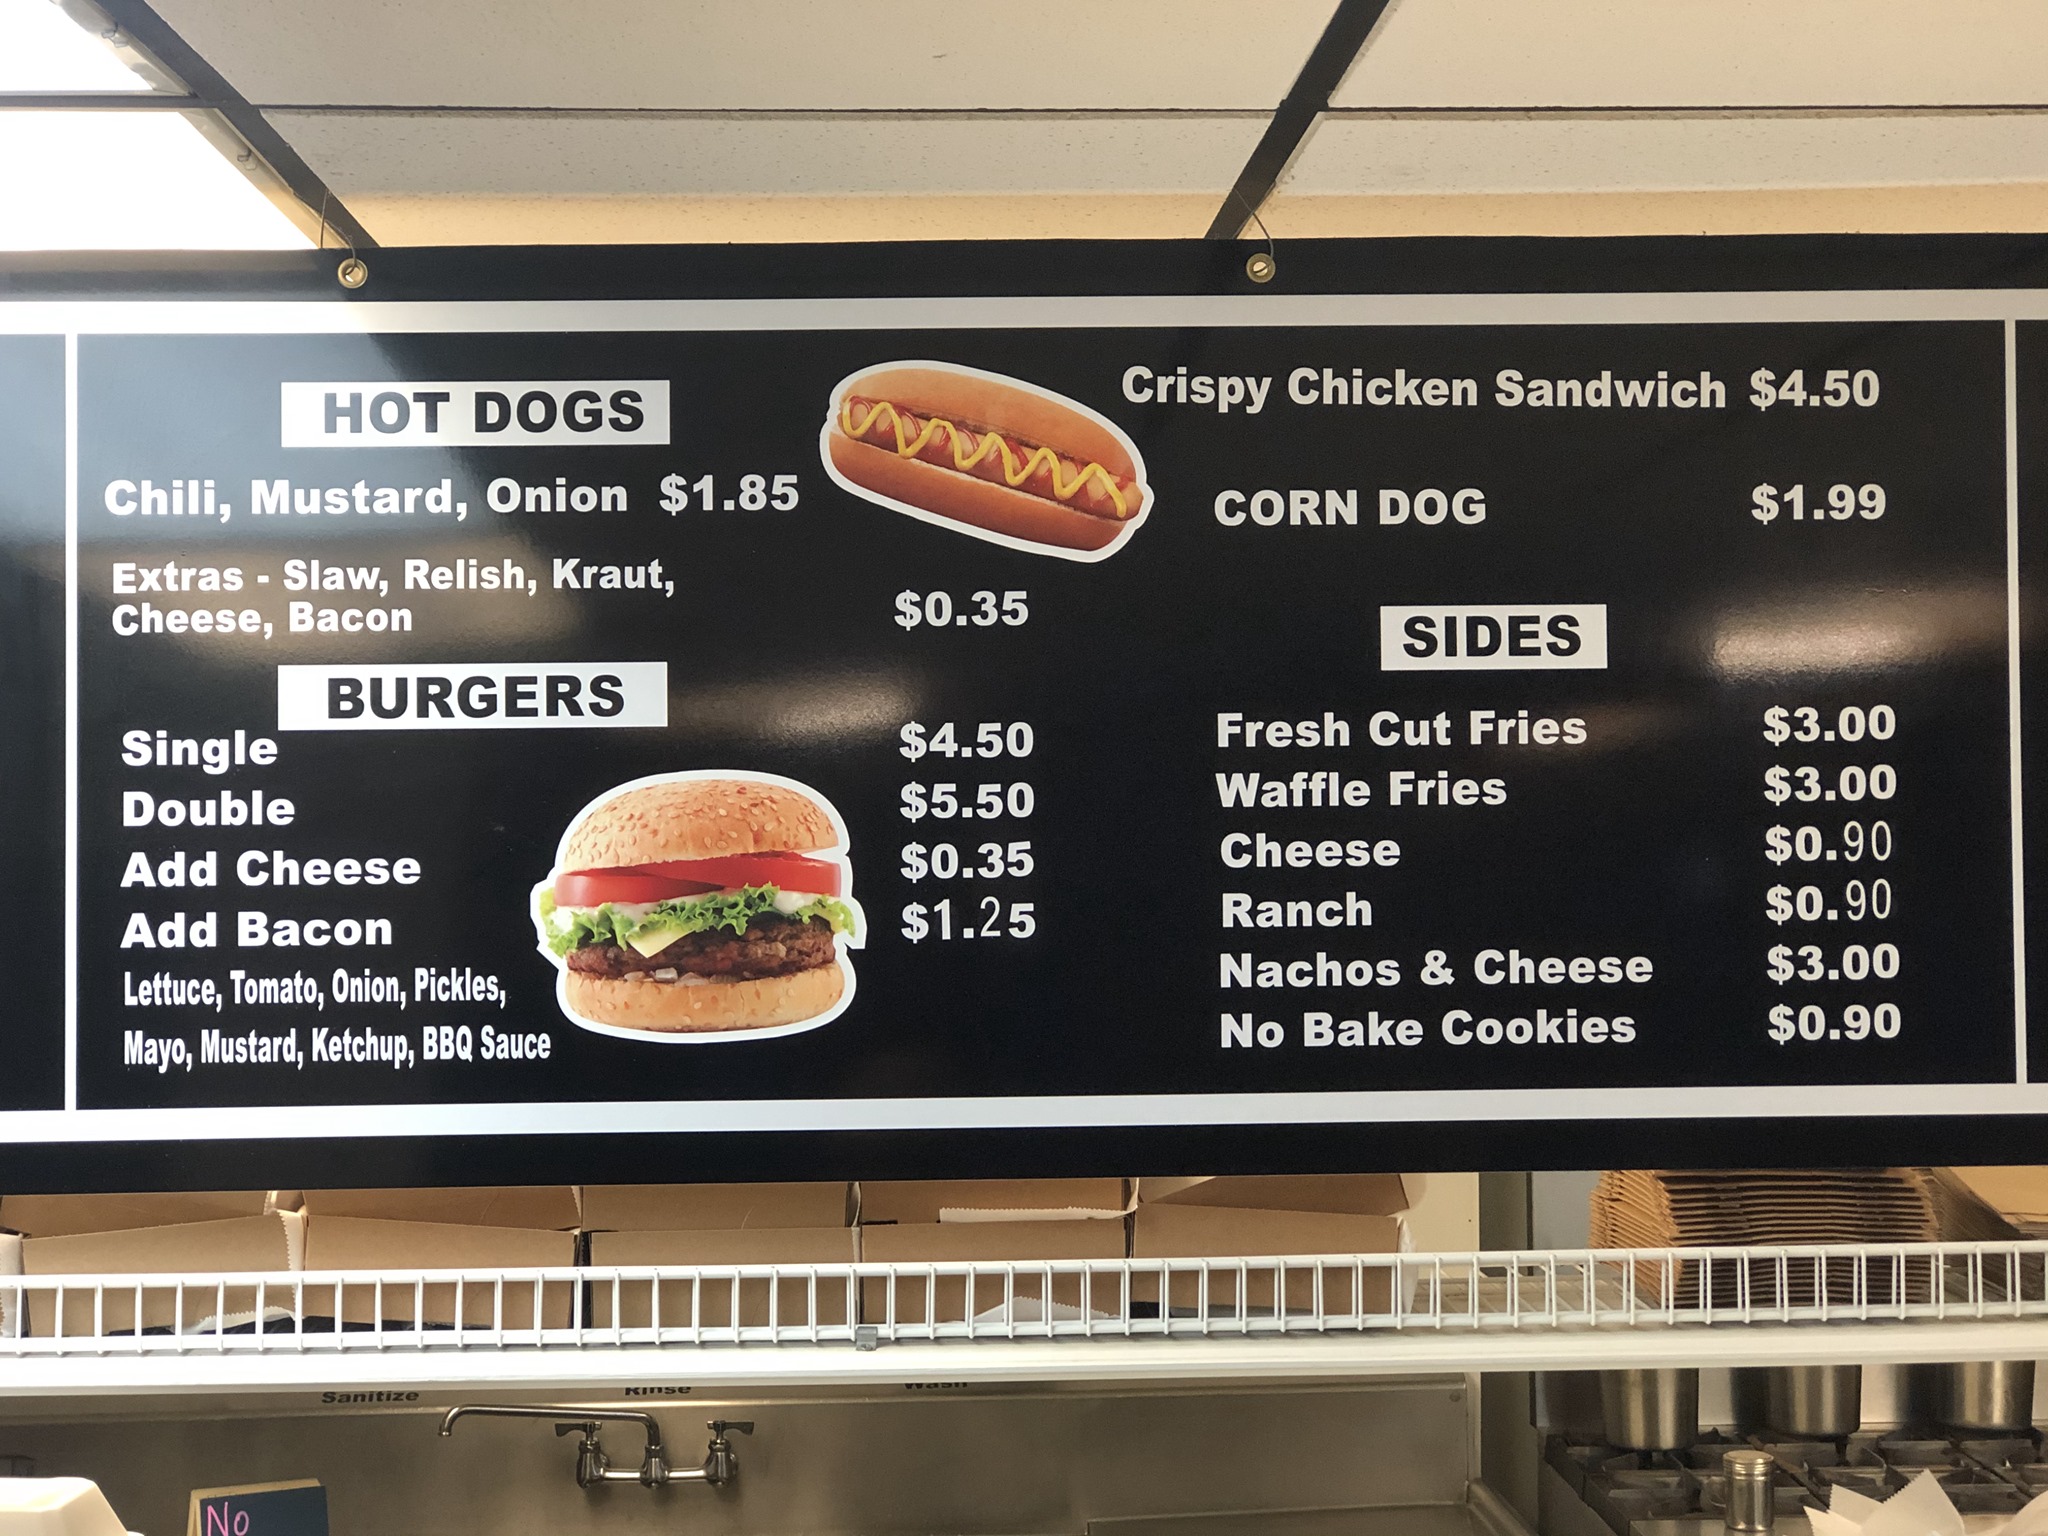 HOT DOGS
Chili, Mustard, Onion $1.85
Extras - Slaw, Relish, Kraut,
Cheese, Bacon $0.35
BURGERS
Single $4.50
Double $5.50
Add Cheese $0.35
Add Bacon $1.25
Lettuce, Tomato, Onion, Pickles,
Mayo, Mustard, Ketchup, BBQ Sauce
Crispy Chicken Sandwich $4.50
CORN DOG $1.99
SIDES
Fresh Cut Fries $3.00
Waffle Fries $3.00
Cheese $0.90
Ranch $0.90
Nachos & Cheese $3.00
No Bake Cookies $0.90
Sanitize Rinse Wash
No